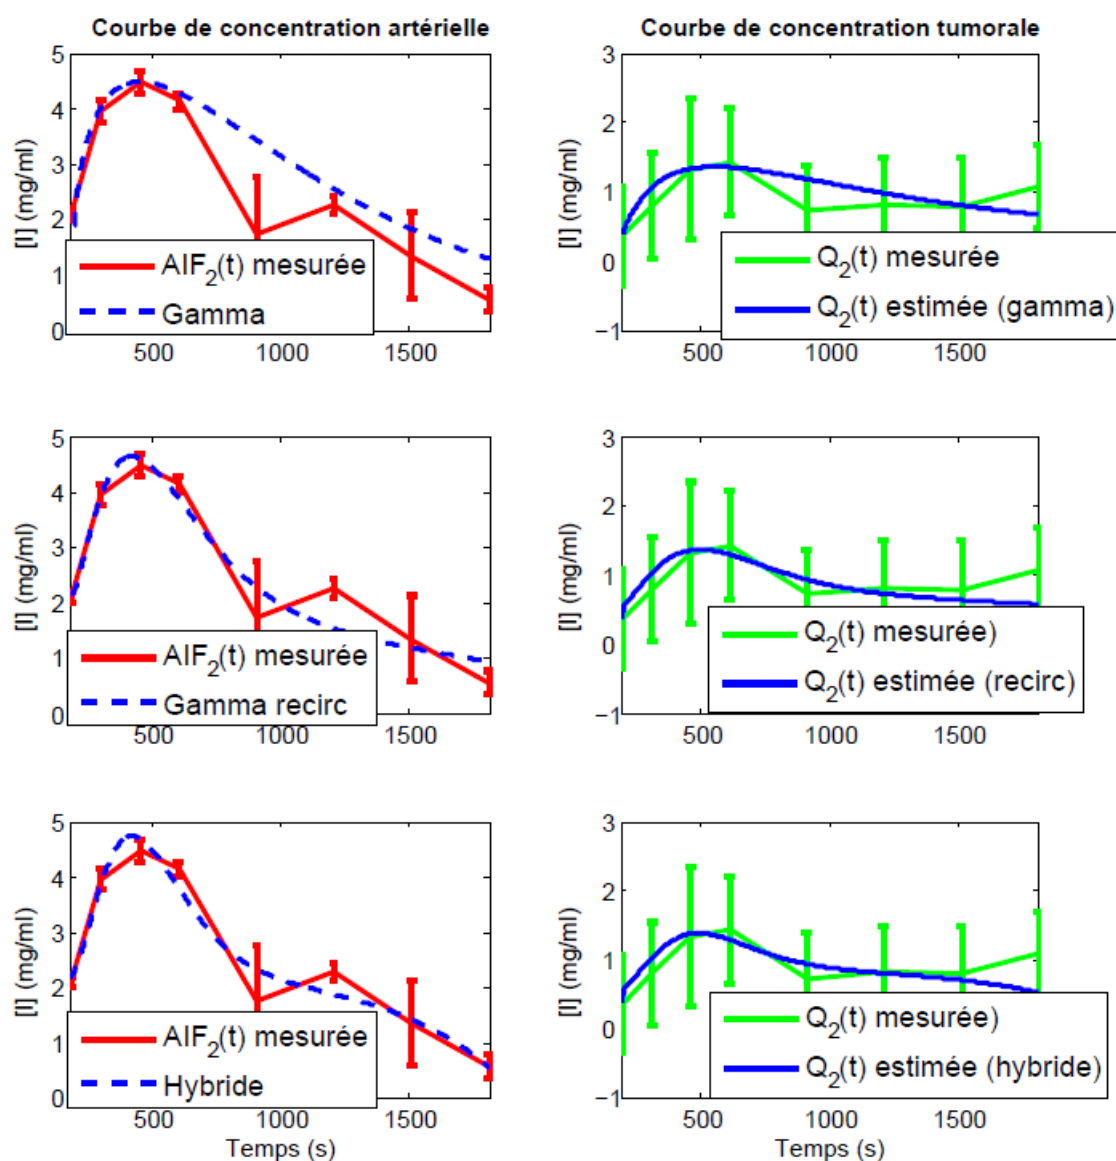 Courbe de concentration artérielle
Courbe de concentration tumorale
5
4
3
2
1
0
[I] (mg/ml)
AIF2(t) mesurée
Gamma
500
1000
1500
3
2
1
0
−1
[I] (mg/ml)
Q2(t) mesurée
Q2(t) estimée (gamma)
500
1000
1500
5
4
3
2
1
0
[I] (mg/ml)
AIF2(t) mesurée
Gamma recirc
500
1000
1500
3
2
1
0
−1
[I] (mg/ml)
Q2(t) mesurée)
Q2(t) estimée (recirc)
500
1000
1500
5
4
3
2
1
0
[I] (mg/ml)
AIF2(t) mesurée
Hybride
500
1000
1500
Temps (s)
3
2
1
0
−1
[I] (mg/ml)
Q2(t) mesurée)
Q2(t) estimée (hybride)
500
1000
1500
Temps (s)